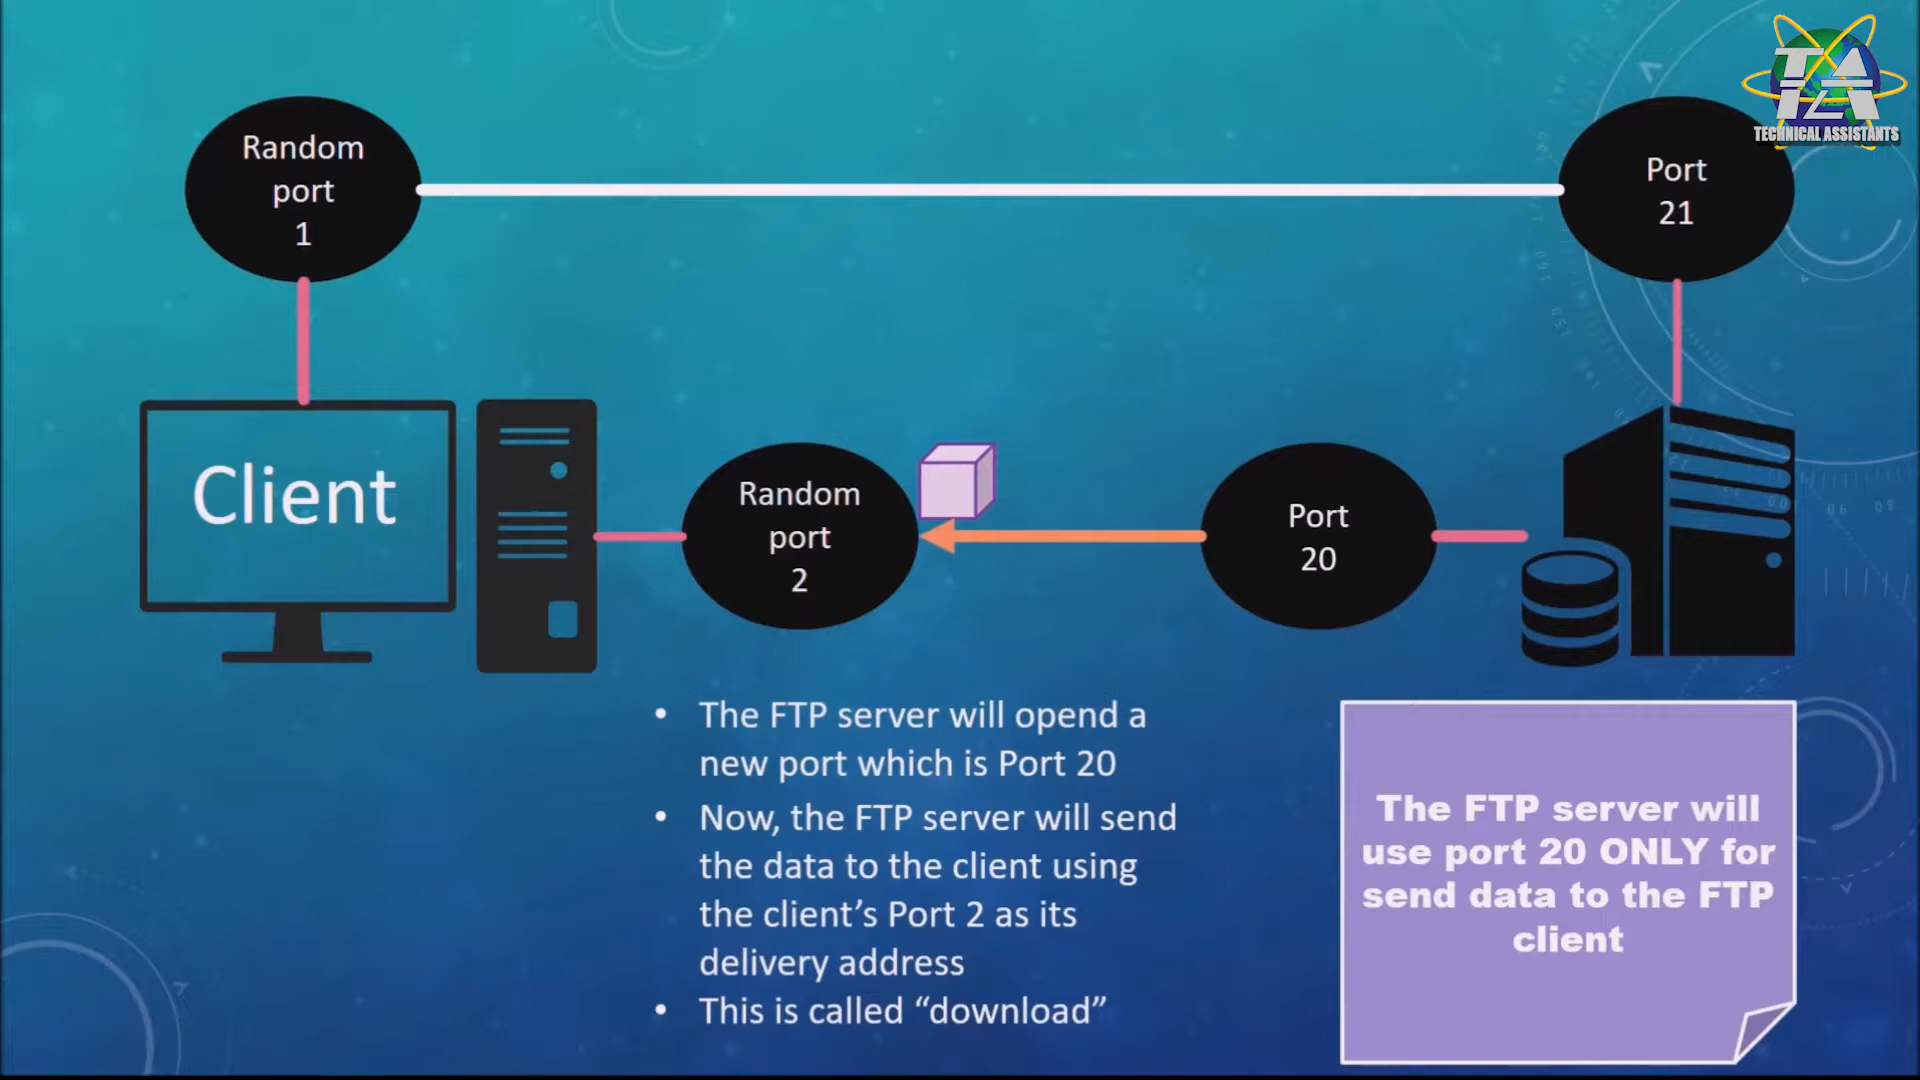 TA
TECHNICAL ASSISTANTS
Random
port
1
Port
21
Client
Random
port
2
Port
20
• The FTP server will opend a
new port which is Port 20
• Now, the FTP server will send
the data to the client using
the client’s Port 2 as its
delivery address
• This is called “download”
The FTP server will
use port 20 ONLY for
send data to the FTP
client